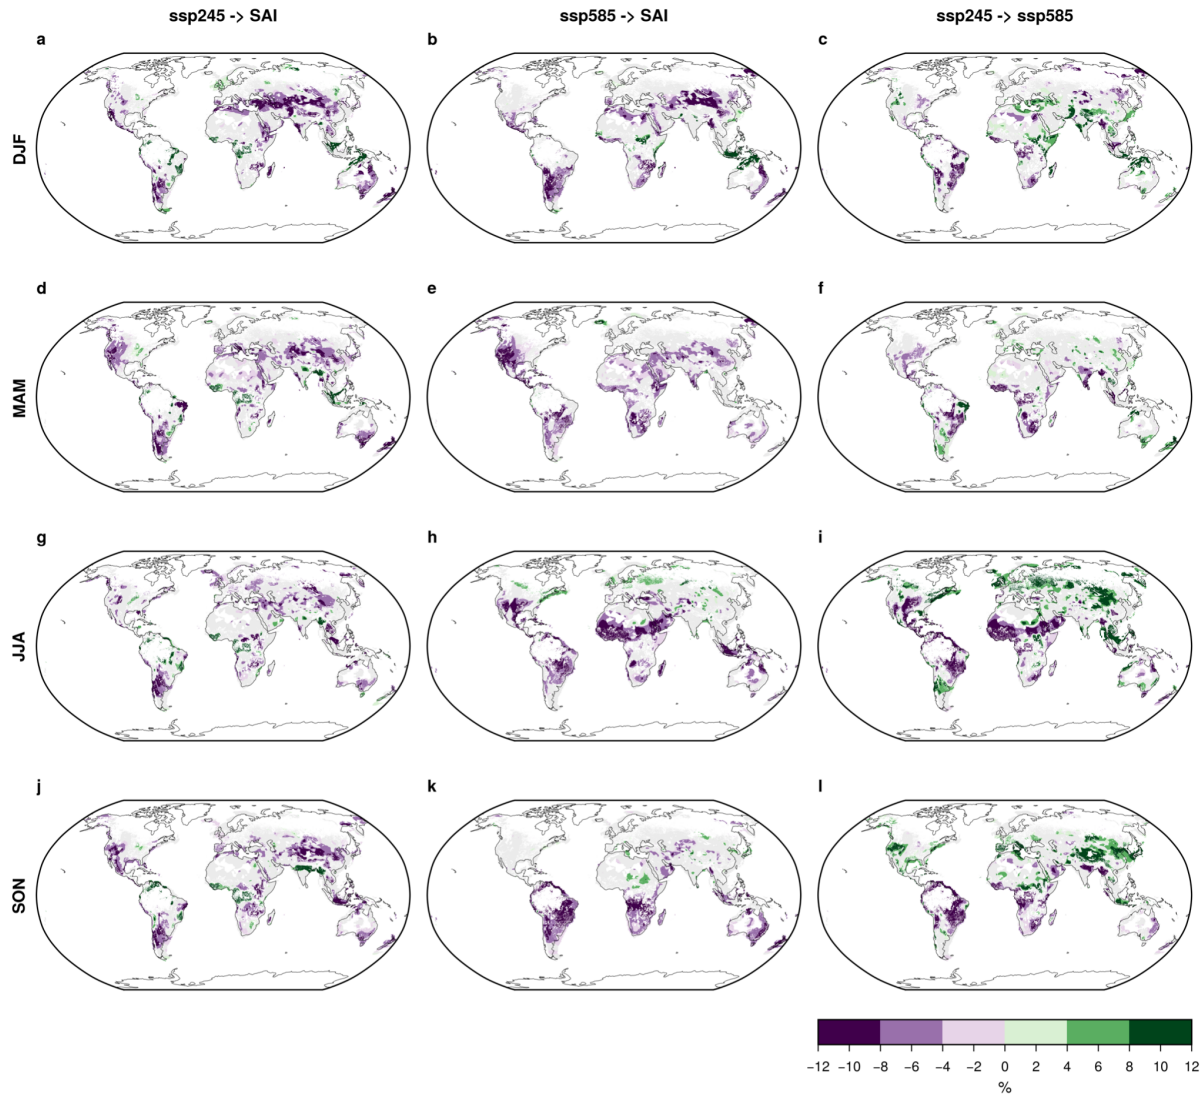 ssp245 -> SAI
ssp585 -> SAI
ssp245 -> ssp585
a
b
c
DJF
d
e
f
MAM
g
h
i
JJA
j
k
l
SON
−12 −10 −8 −6 −4 −2 0 2 4 6 8 10 12
%